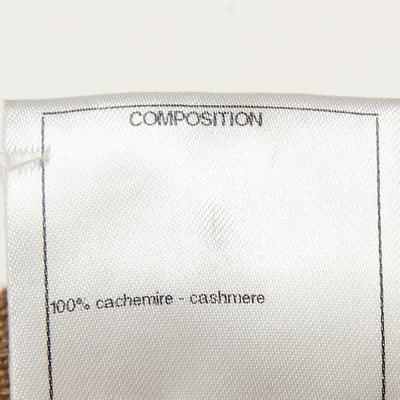 COMPOSITION
100% cachemire - cashmere